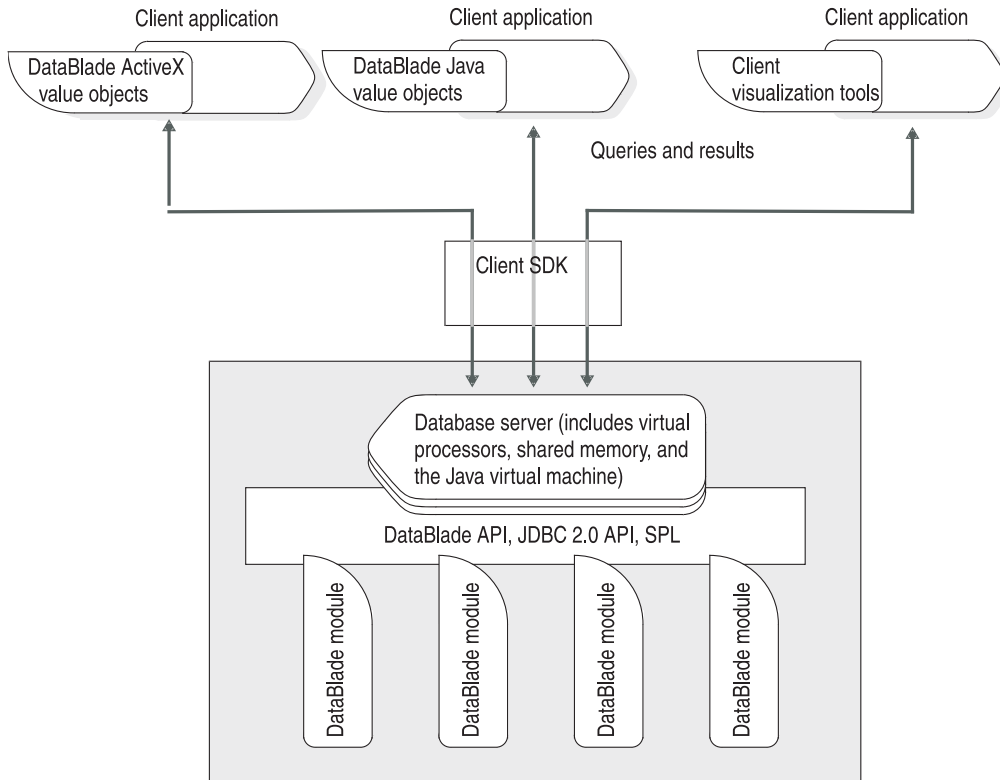 Client application
Client application
Client application
DataBlade ActiveX
value objects
DataBlade Java
value objects
Client
visualization tools
Queries and results
Client SDK
Database server (includes virtual
processors, shared memory, and
the Java virtual machine)
DataBlade API, JDBC 2.0 API, SPL
DataBlade module
DataBlade module
DataBlade module
DataBlade module